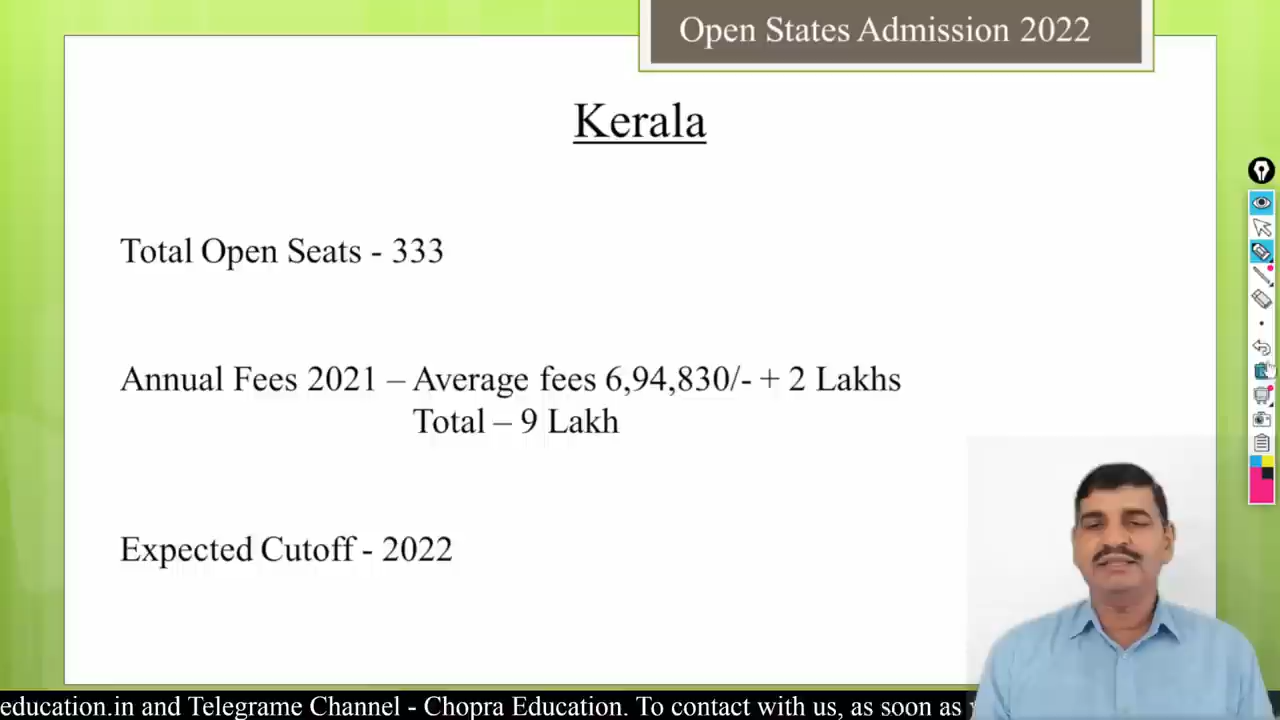 Open States Admission 2022
Kerala
Total Open Seats - 333
Annual Fees 2021 – Average fees 6,94,830/- + 2 Lakhs
Total – 9 Lakh
Expected Cutoff - 2022
education.in and Telegrame Channel - Chopra Education. To contact with us, as soon as